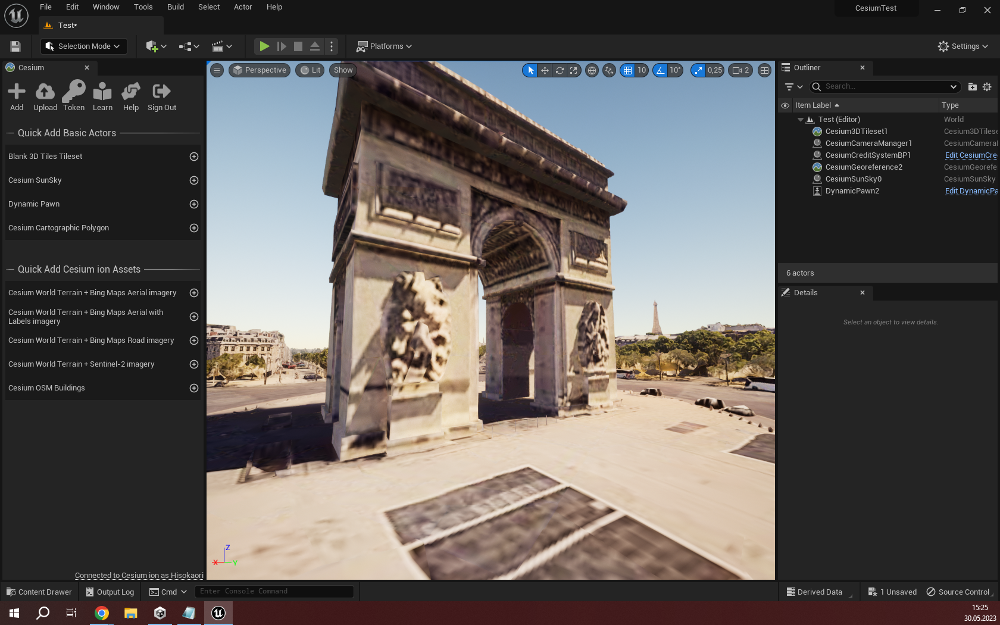 File Edit Window Tools Build Select Actor Help
CesiumTest
Test*
Selection Mode
Platforms
Settings
Cesium
Perspective Lit Show
10 10° 0,25 2
Outliner
Search...
Add Upload Token Learn Help Sign Out
Item Label Type
Test (Editor) World
Cesium3DTileset1 Cesium3DTilese
CesiumCameraManager1 CesiumCamera
CesiumCreditSystemBP1 Edit CesiumCre
CesiumGeoreference2 CesiumGeorefe
CesiumSunSky0 CesiumSunSky
DynamicPawn2 Edit DynamicPa
6 actors
Details
Select an object to view details.
Quick Add Basic Actors
Blank 3D Tiles Tileset
Cesium SunSky
Dynamic Pawn
Cesium Cartographic Polygon
Quick Add Cesium ion Assets
Cesium World Terrain + Bing Maps Aerial imagery
Cesium World Terrain + Bing Maps Aerial with
Labels imagery
Cesium World Terrain + Bing Maps Road imagery
Cesium World Terrain + Sentinel-2 imagery
Cesium OSM Buildings
Z
X Y
Connected to Cesium ion as Hisokaori
Content Drawer Output Log Cmd Enter Console Command
Derived Data 1 Unsaved Source Control
15:25
30.05.2023